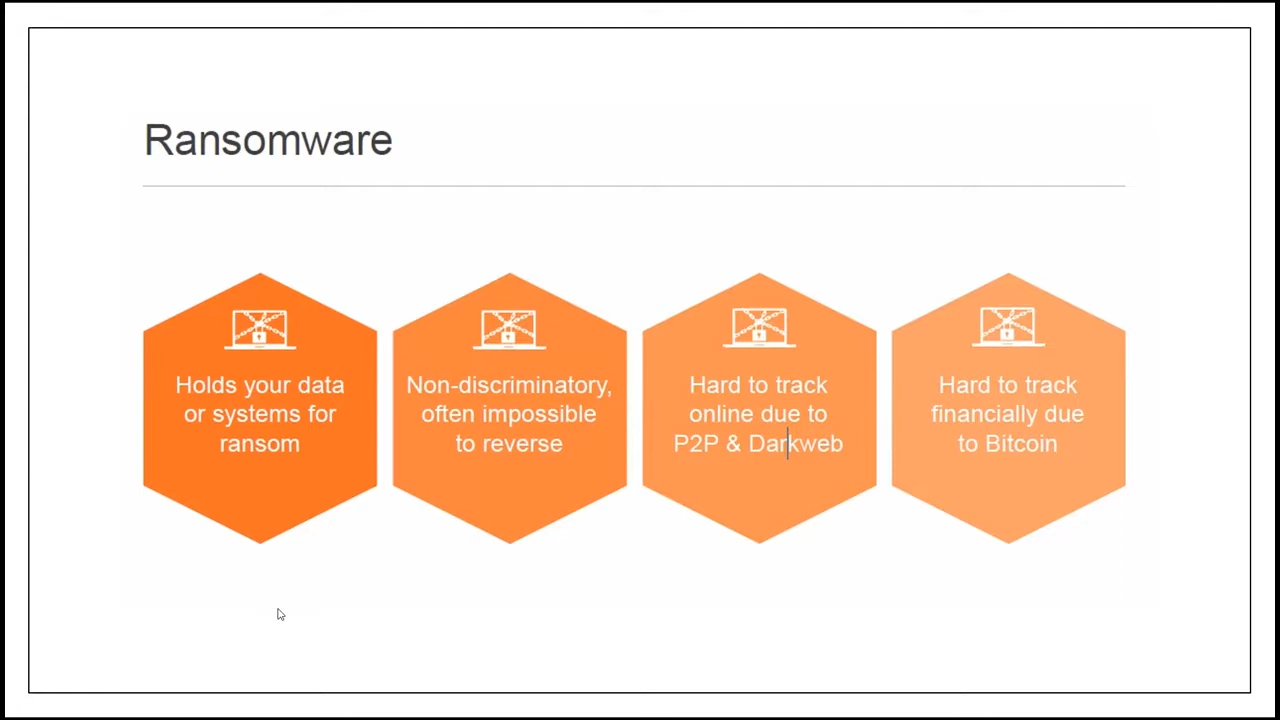 Ransomware
Holds your data
or systems for
ransom
Non-discriminatory,
often impossible
to reverse
Hard to track
online due to
P2P & Darkweb
Hard to track
financially due
to Bitcoin